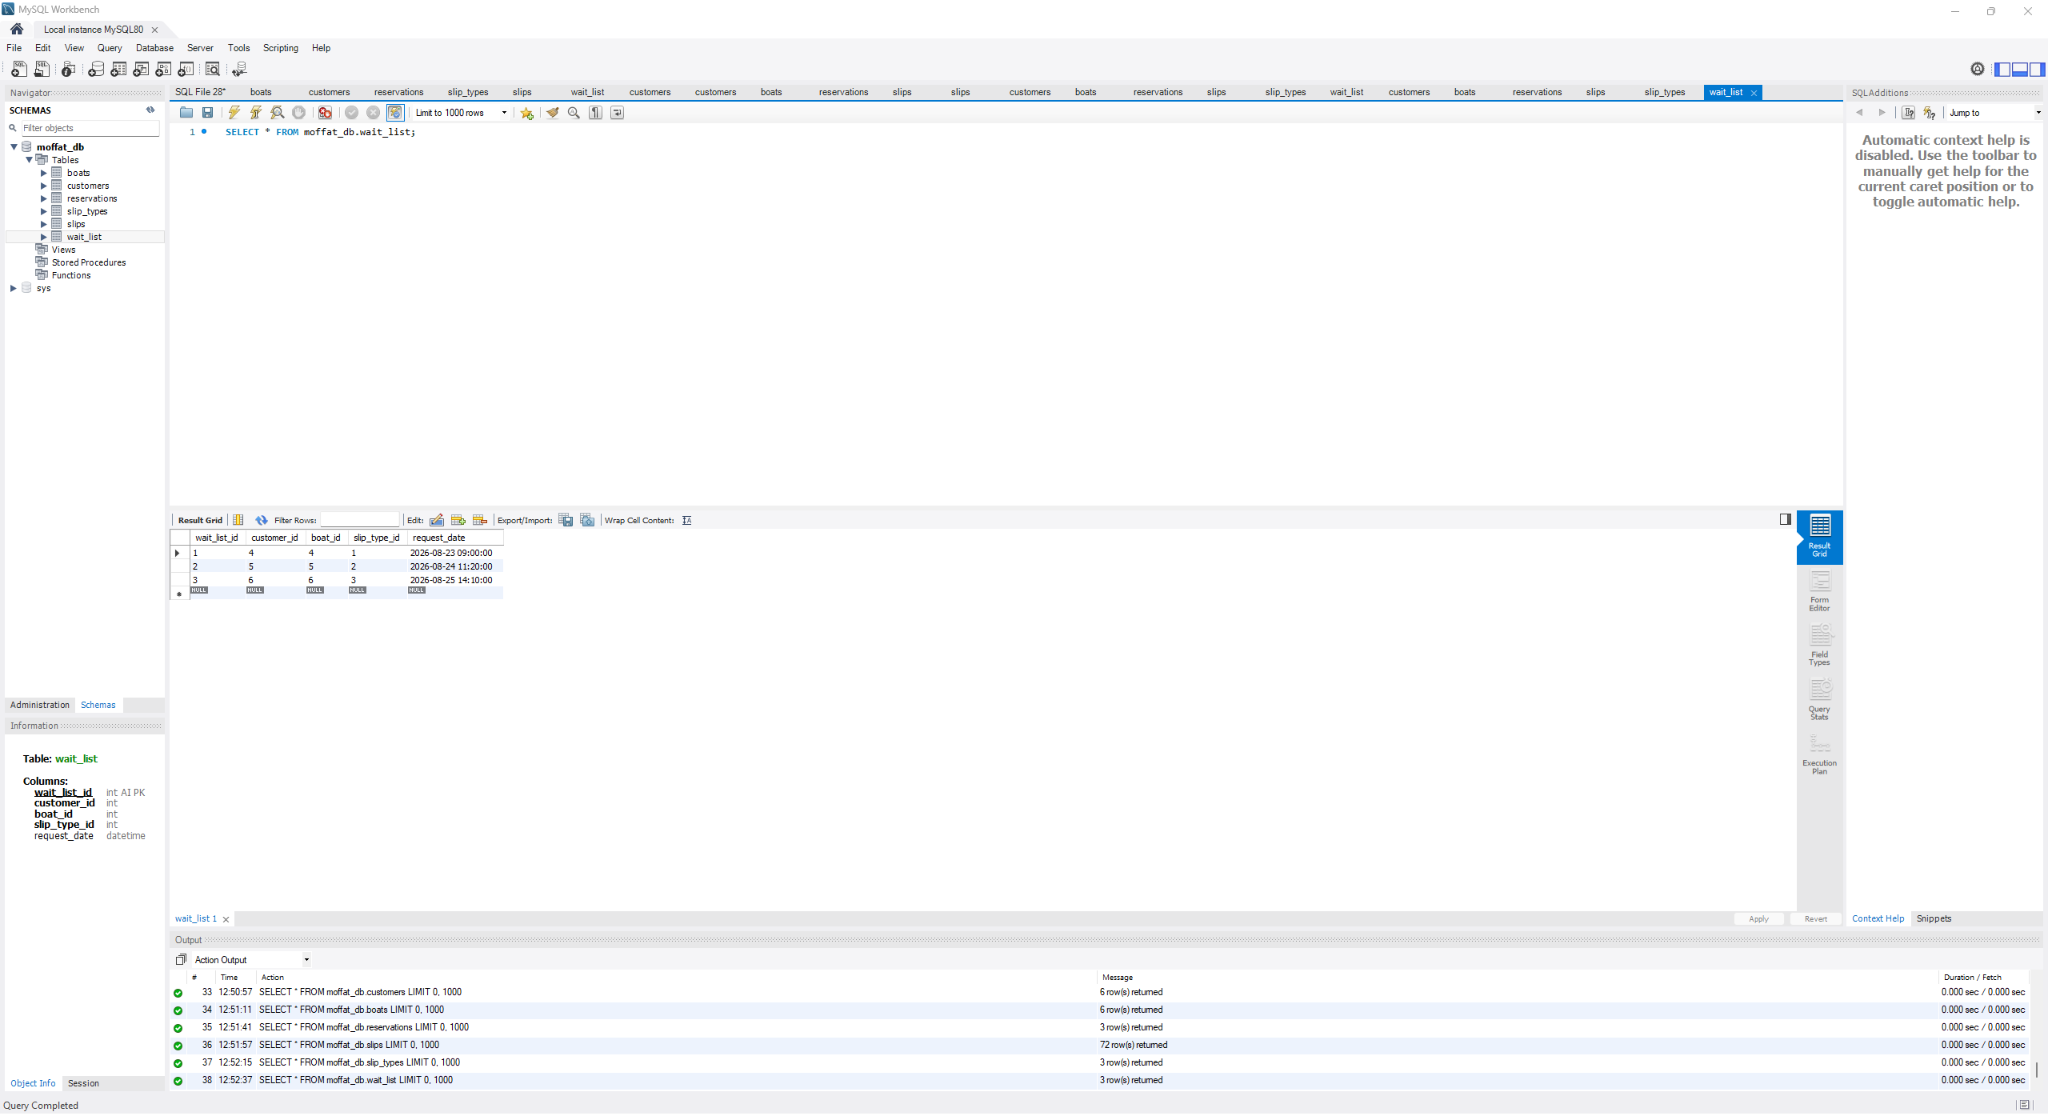 MySQL Workbench
Local instance MySQL80
File Edit View Query Database Server Tools Scripting Help
Navigator
SCHEMAS
Filter objects
moffat_db
Tables
boats
customers
reservations
slip_types
slips
wait_list
Views
Stored Procedures
Functions
sys
Administration Schemas
Information
Table: wait_list
Columns:
wait_list_id int AI PK
customer_id int
boat_id int
slip_type_id int
request_date datetime
Object Info Session
SQL File 28* boats customers reservations slip_types slips wait_list customers customers boats reservations slips slips customers boats reservations slips slip_types wait_list customers boats reservations slips slip_types wait_list
Limit to 1000 rows
1 SELECT * FROM moffat_db.wait_list;
Result Grid Filter Rows: Edit: Export/Import: Wrap Cell Content:
wait_list_id customer_id boat_id slip_type_id request_date
1 4 4 1 2026-08-23 09:00:00
2 5 5 2 2026-08-24 11:20:00
3 6 6 3 2026-08-25 14:10:00
NULL NULL NULL NULL NULL
Result
Grid
Form
Editor
Field
Types
Query
Stats
Execution
Plan
wait_list 1
Apply Revert
SQLAdditions
Jump to
Automatic context help is
disabled. Use the toolbar to
manually get help for the
current caret position or to
toggle automatic help.
Context Help Snippets
Output
Action Output
# Time Action Message Duration / Fetch
33 12:50:57 SELECT * FROM moffat_db.customers LIMIT 0, 1000 6 row(s) returned 0.000 sec / 0.000 sec
34 12:51:11 SELECT * FROM moffat_db.boats LIMIT 0, 1000 6 row(s) returned 0.000 sec / 0.000 sec
35 12:51:41 SELECT * FROM moffat_db.reservations LIMIT 0, 1000 3 row(s) returned 0.000 sec / 0.000 sec
36 12:51:57 SELECT * FROM moffat_db.slips LIMIT 0, 1000 72 row(s) returned 0.000 sec / 0.000 sec
37 12:52:15 SELECT * FROM moffat_db.slip_types LIMIT 0, 1000 3 row(s) returned 0.000 sec / 0.000 sec
38 12:52:37 SELECT * FROM moffat_db.wait_list LIMIT 0, 1000 3 row(s) returned 0.000 sec / 0.000 sec
Query Completed